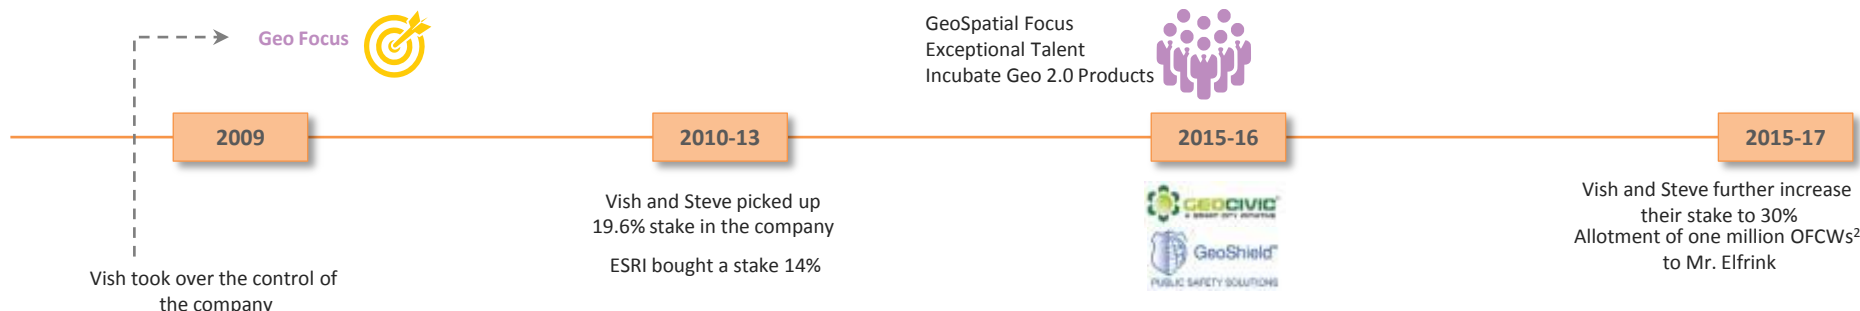 Geo Focus
GeoSpatial Focus
Exceptional Talent
Incubate Geo 2.0 Products
2009
2010-13
2015-16
2015-17
Vish took over the control of
the company
Vish and Steve picked up
19.6% stake in the company
ESRI bought a stake 14%
GEOCIVIC
A SMART CITY INITIATIVE
GeoShield
PUBLIC SAFETY SOLUTIONS
Vish and Steve further increase
their stake to 30%
Allotment of one million OFCWs2
to Mr. Elfrink